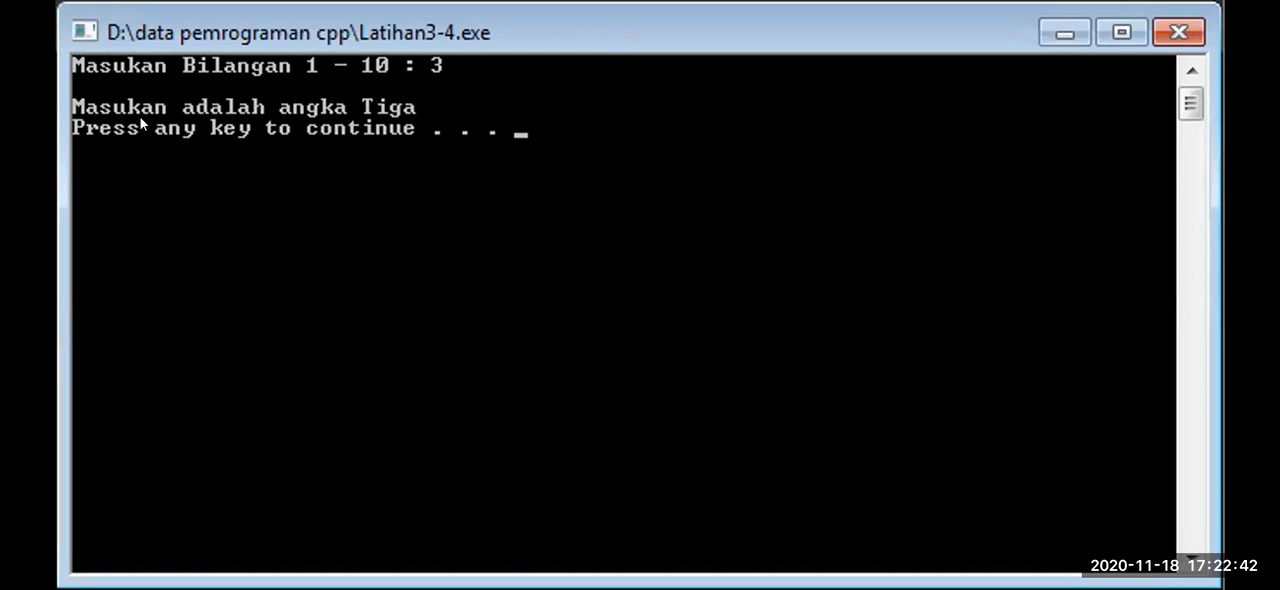 D:\data pemrograman cpp\Latihan3-4.exe
Masukan Bilangan 1 - 10 : 3
Masukan adalah angka Tiga
Press any key to continue . . . _
2020-11-18 17:22:42